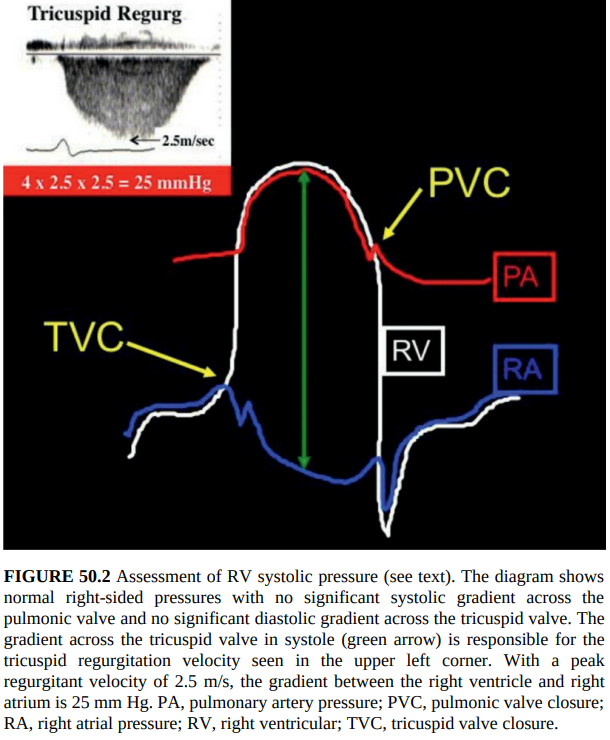 Tricuspid Regurg
2.5m/sec
4 x 2.5 x 2.5 = 25 mmHg
PVC
PA
TVC
RV
RA
FIGURE 50.2 Assessment of RV systolic pressure (see text). The diagram shows
normal right-sided pressures with no significant systolic gradient across the
pulmonic valve and no significant diastolic gradient across the tricuspid valve. The
gradient across the tricuspid valve in systole (green arrow) is responsible for the
tricuspid regurgitation velocity seen in the upper left corner. With a peak
regurgitant velocity of 2.5 m/s, the gradient between the right ventricle and right
atrium is 25 mm Hg. PA, pulmonary artery pressure; PVC, pulmonic valve closure;
RA, right atrial pressure; RV, right ventricular; TVC, tricuspid valve closure.